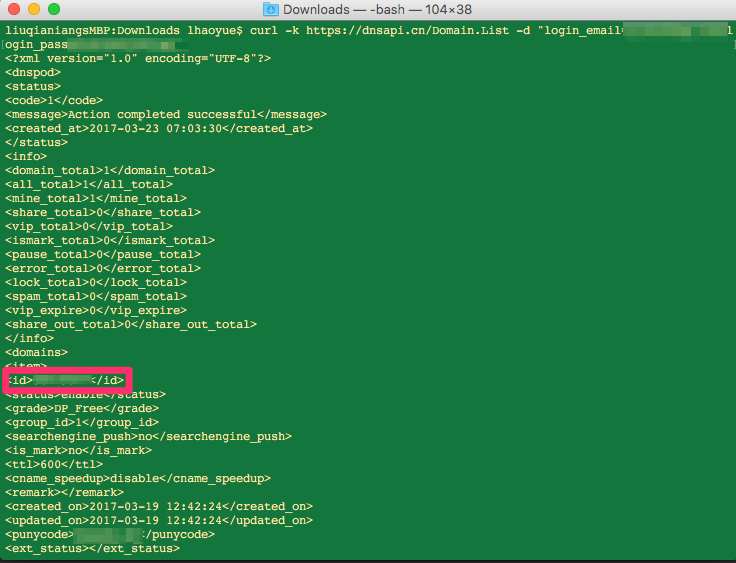 Downloads — -bash — 104×38
liuqianiangsMBP:Downloads lhaoyue$ curl -k https://dnsapi.cn/Domain.List -d "login_email= l
ogin_pass
<?xml version="1.0" encoding="UTF-8"?>
<dnspod>
<status>
<code>1</code>
<message>Action completed successful</message>
<created_at>2017-03-23 07:03:30</created_at>
</status>
<info>
<domain_total>1</domain_total>
<all_total>1</all_total>
<mine_total>1</mine_total>
<share_total>0</share_total>
<vip_total>0</vip_total>
<ismark_total>0</ismark_total>
<pause_total>0</pause_total>
<error_total>0</error_total>
<lock_total>0</lock_total>
<spam_total>0</spam_total>
<vip_expire>0</vip_expire>
<share_out_total>0</share_out_total>
</info>
<domains>
<item>
<id> </id>
<status>enable</status>
<grade>DP_Free</grade>
<group_id>1</group_id>
<searchengine_push>no</searchengine_push>
<is_mark>no</is_mark>
<ttl>600</ttl>
<cname_speedup>disable</cname_speedup>
<remark></remark>
<created_on>2017-03-19 12:42:24</created_on>
<updated_on>2017-03-19 12:42:24</updated_on>
<punycode> /punycode>
<ext_status></ext_status>